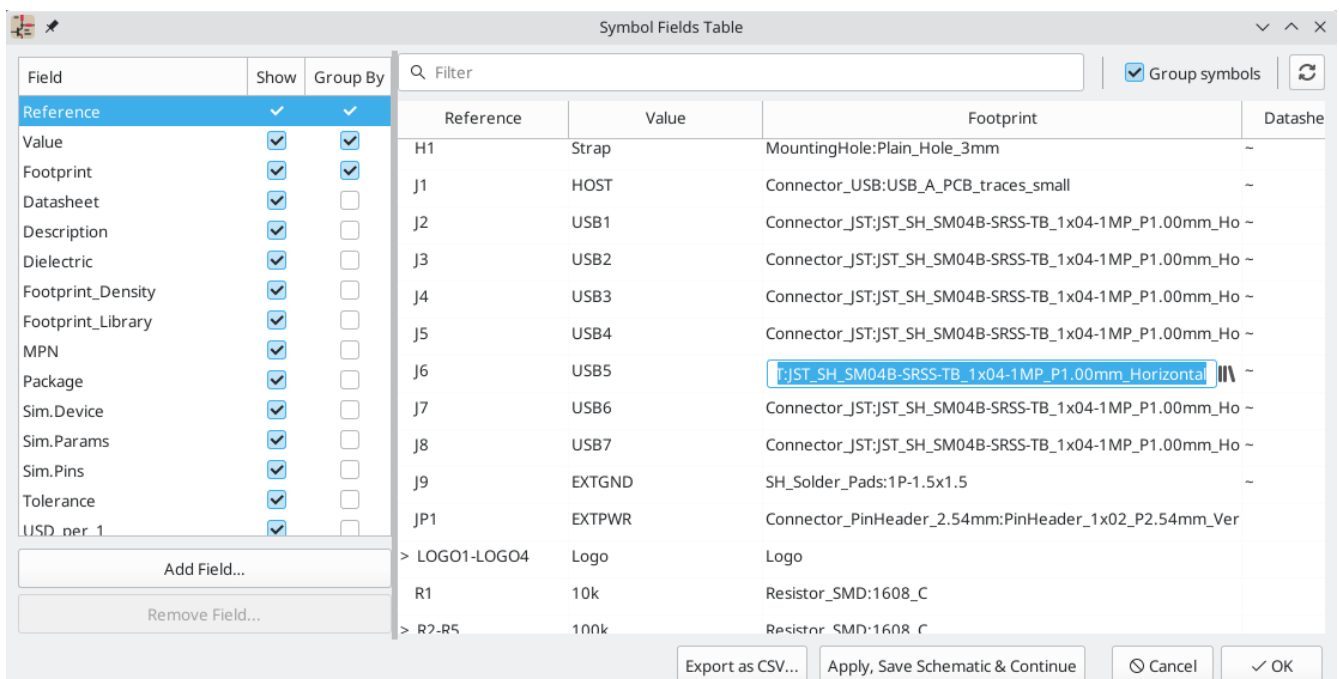 Symbol Fields Table
Field Show Group By
Reference
Value
Footprint
Datasheet
Description
Dielectric
Footprint_Density
Footprint_Library
MPN
Package
Sim.Device
Sim.Params
Sim.Pins
Tolerance
USD_per_1
Add Field...
Remove Field...
Filter
Group symbols
Reference Value Footprint Datashe
H1 Strap MountingHole:Plain_Hole_3mm ~
J1 HOST Connector_USB:USB_A_PCB_traces_small ~
J2 USB1 Connector_JST:JST_SH_SM04B-SRSS-TB_1x04-1MP_P1.00mm_Ho ~
J3 USB2 Connector_JST:JST_SH_SM04B-SRSS-TB_1x04-1MP_P1.00mm_Ho ~
J4 USB3 Connector_JST:JST_SH_SM04B-SRSS-TB_1x04-1MP_P1.00mm_Ho ~
J5 USB4 Connector_JST:JST_SH_SM04B-SRSS-TB_1x04-1MP_P1.00mm_Ho ~
J6 USB5 T:JST_SH_SM04B-SRSS-TB_1x04-1MP_P1.00mm_Horizontal ~
J7 USB6 Connector_JST:JST_SH_SM04B-SRSS-TB_1x04-1MP_P1.00mm_Ho ~
J8 USB7 Connector_JST:JST_SH_SM04B-SRSS-TB_1x04-1MP_P1.00mm_Ho ~
J9 EXTGND SH_Solder_Pads:1P-1.5x1.5 ~
JP1 EXTPWR Connector_PinHeader_2.54mm:PinHeader_1x02_P2.54mm_Ver
> LOGO1-LOGO4 Logo Logo
R1 10k Resistor_SMD:1608_C
> R2-R5 100k Resistor_SMD:1608_C
Export as CSV... Apply, Save Schematic & Continue Cancel OK